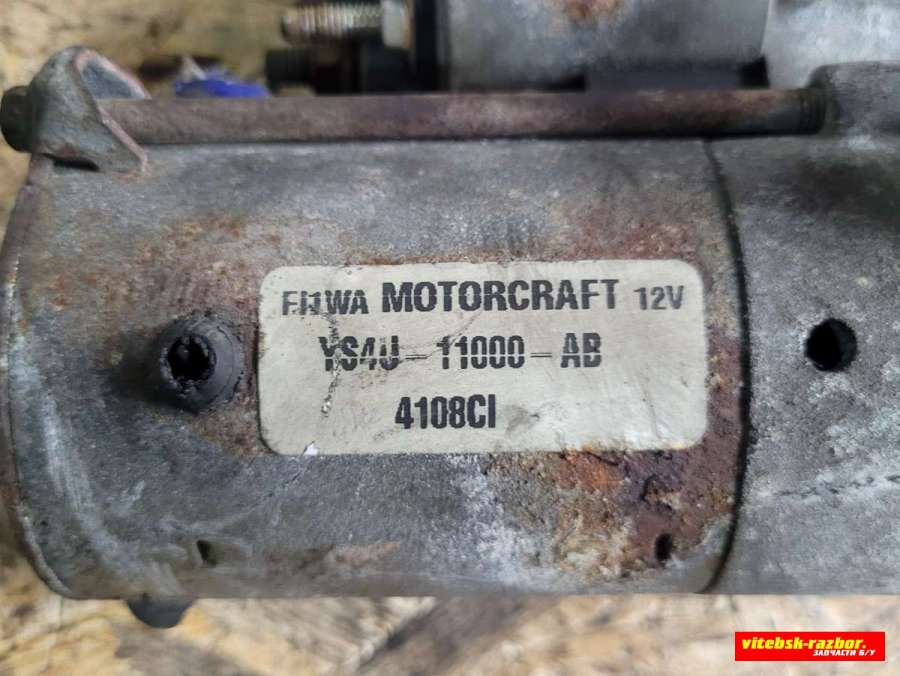 MOTORCRAFT 12V
YS4U-11000-AB
4108CI
vitebsk-razbor.
ЗАПЧАСТИ Б/У